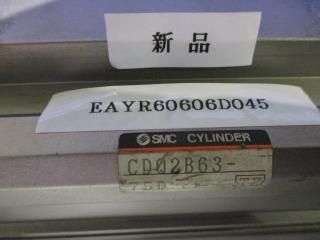 新品
EAYR60606D045
SMC CYLINDER
CDQ2B63-